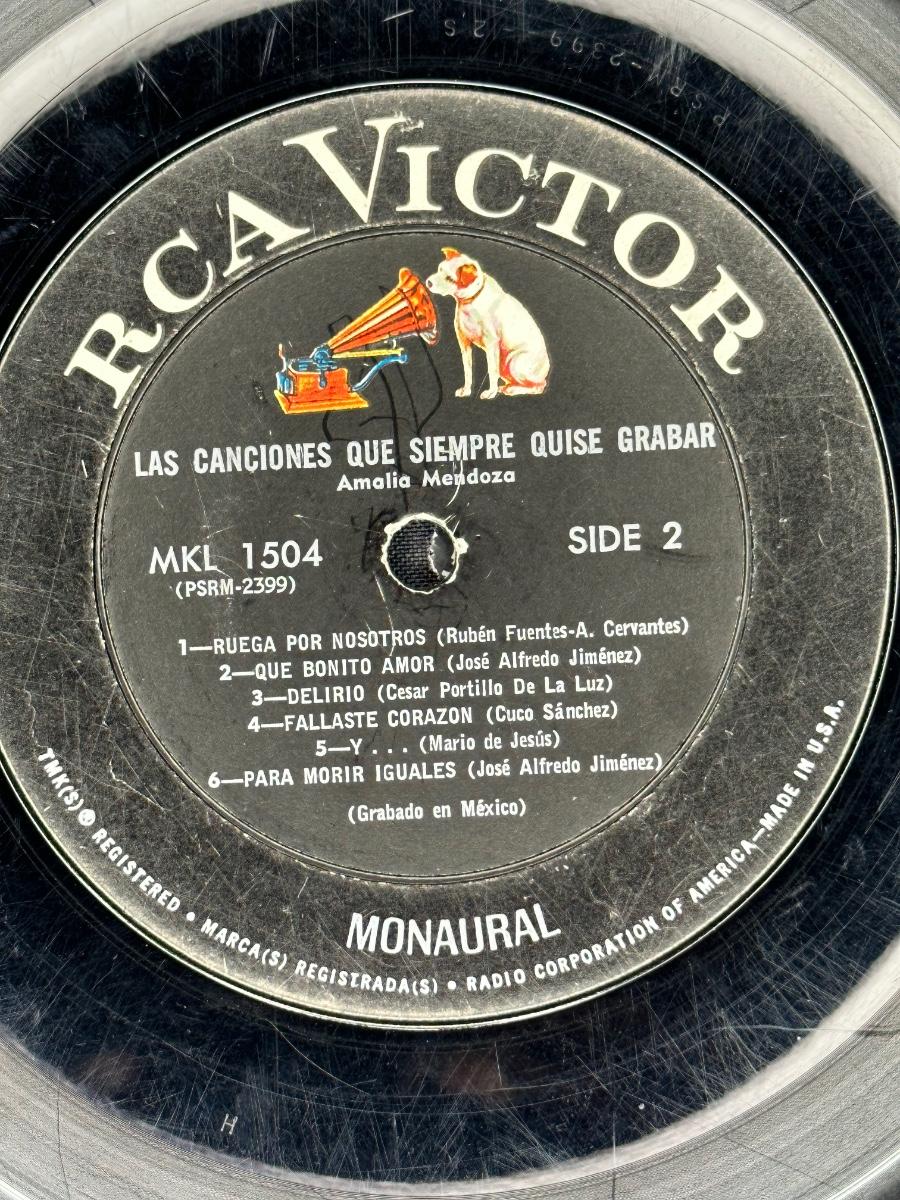 PSRM-2399-2S
RCA VICTOR
LAS CANCIONES QUE SIEMPRE QUISE GRABAR
Amalia Mendoza
MKL 1504
SIDE 2
(PSRM-2399)
1—RUEGA POR NOSOTROS (Rubén Fuentes-A. Cervantes)
2—QUE BONITO AMOR (José Alfredo Jiménez)
3—DELIRIO (Cesar Portillo De La Luz)
4—FALLASTE CORAZON (Cuco Sánchez)
5—Y . . . (Mario de Jesús)
6—PARA MORIR IGUALES (José Alfredo Jiménez)
(Grabado en México)
MONAURAL
TMK(S)® REGISTERED • MARCA(S) REGISTRADA(S) • RADIO CORPORATION OF AMERICA—MADE IN U.S.A.
H